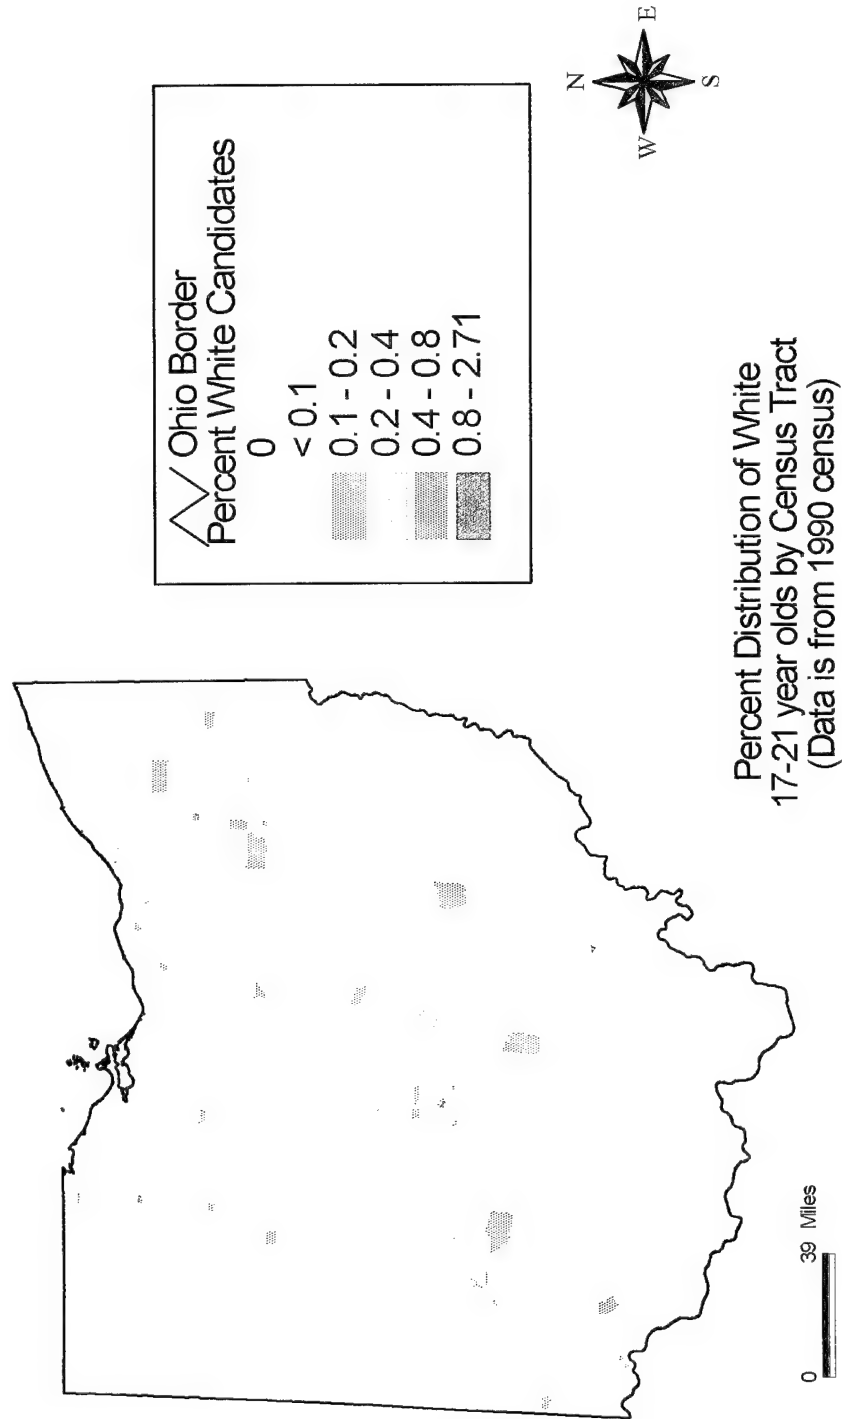 Ohio Border
Percent White Candidates
0
< 0.1
0.1 - 0.2
0.2 - 0.4
0.4 - 0.8
0.8 - 2.71
N
E
W
S
Percent Distribution of White
17-21 year olds by Census Tract
(Data is from 1990 census)
0 39 Miles